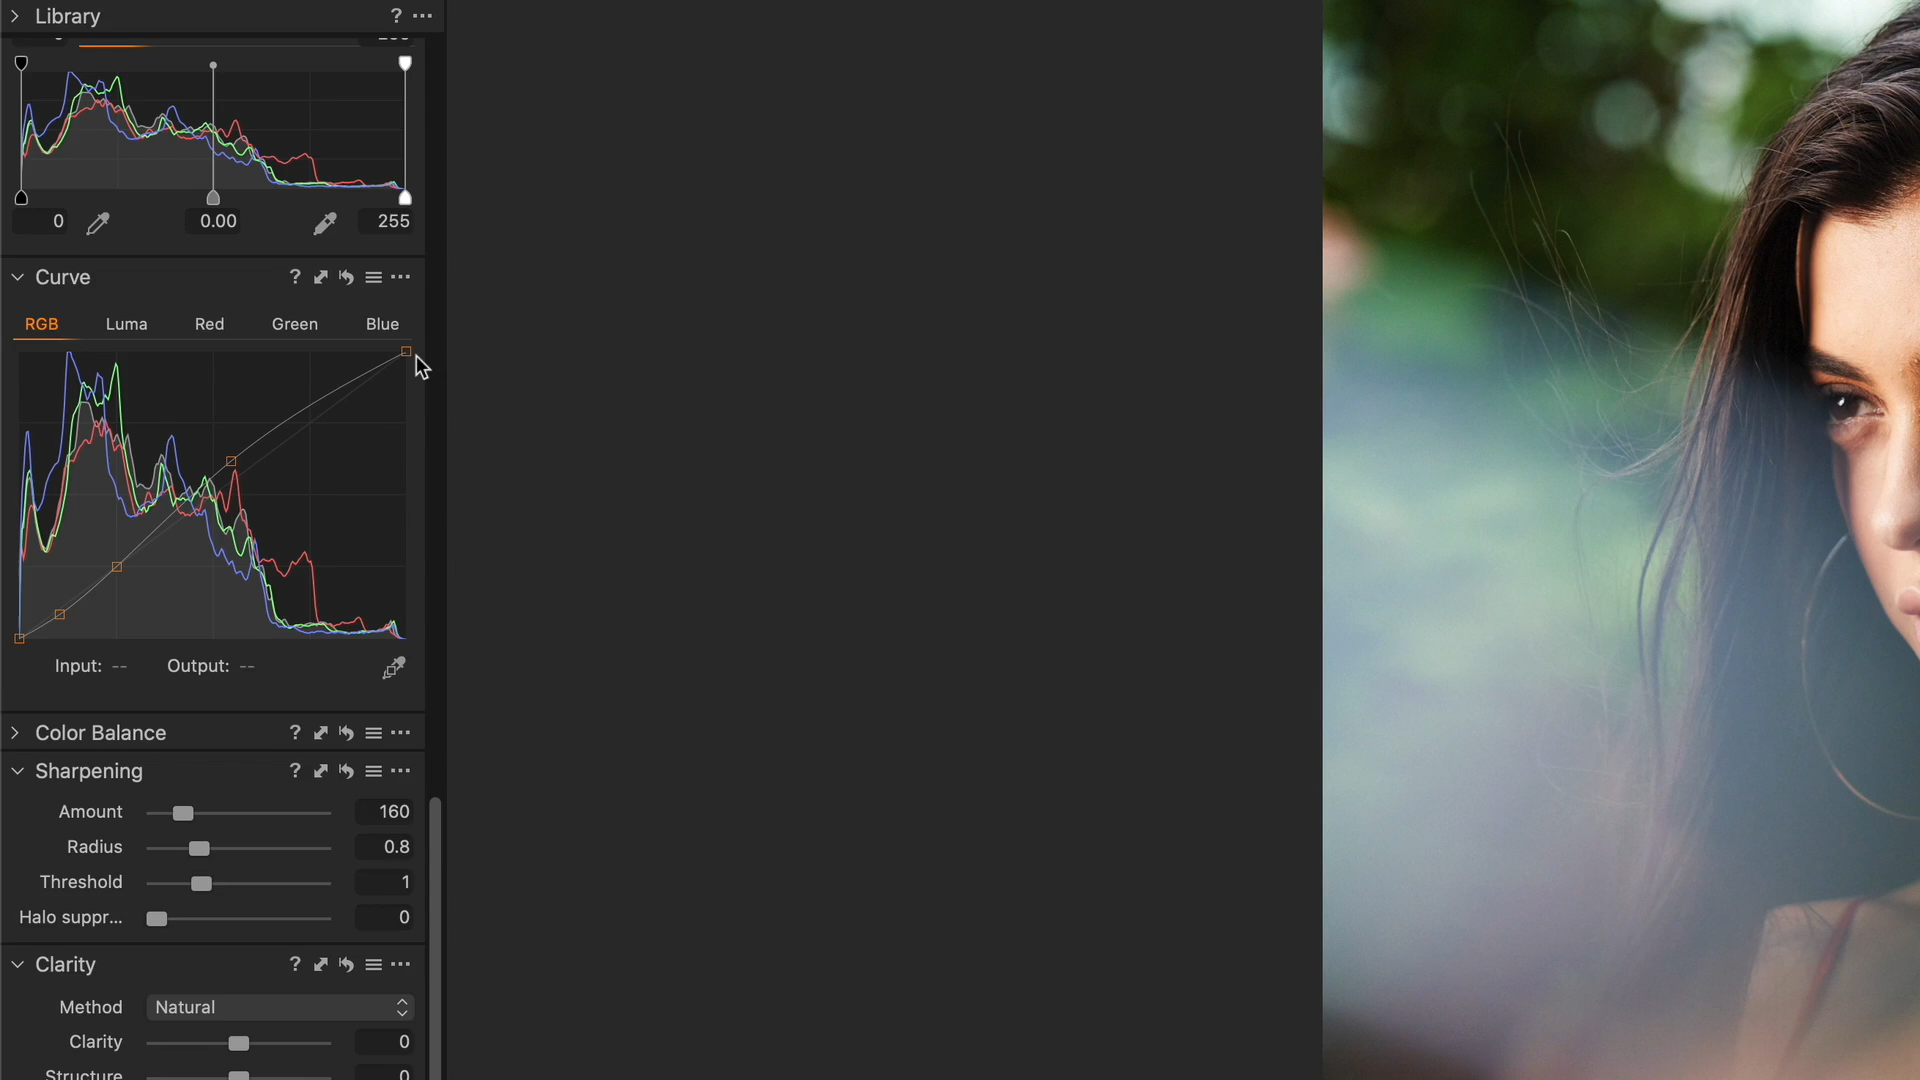 Library ?
0 0.00 255
Curve ?
RGB Luma Red Green Blue
Input: -- Output: --
Color Balance ?
Sharpening ?
Amount 160
Radius 0.8
Threshold 1
Halo suppr... 0
Clarity ?
Method Natural
Clarity 0
Structure 0